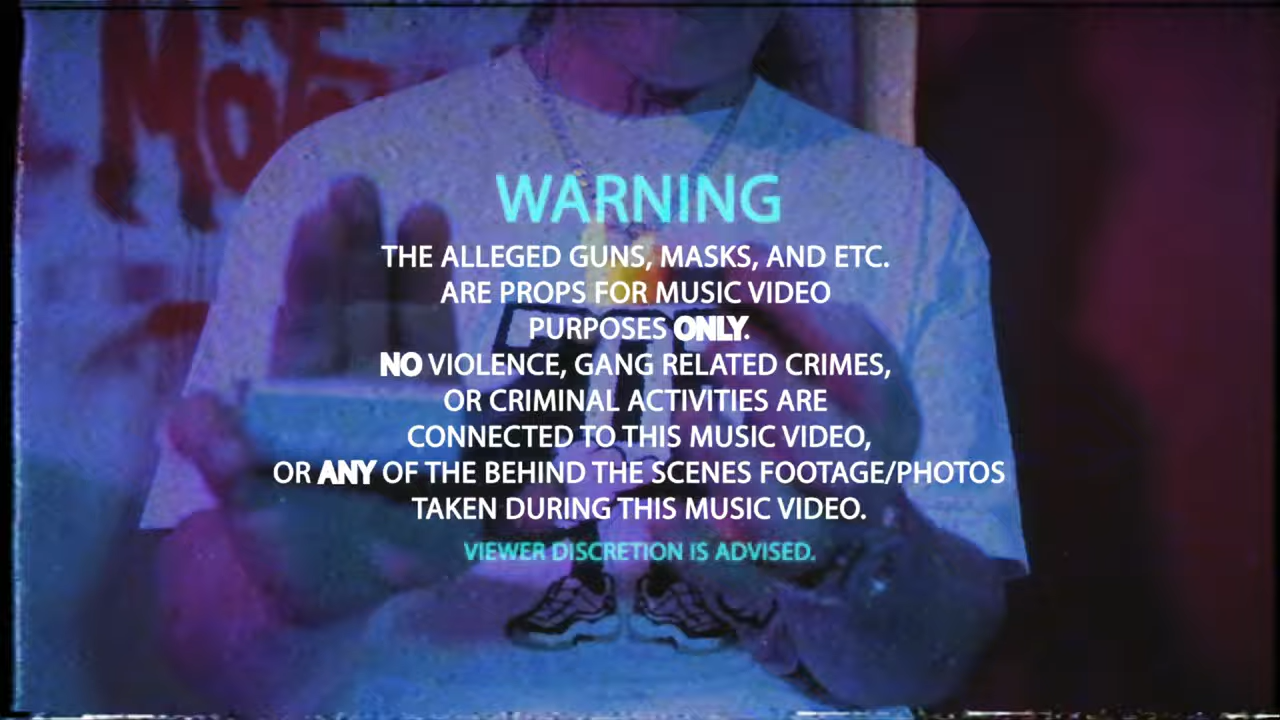 WARNING
THE ALLEGED GUNS, MASKS, AND ETC.
ARE PROPS FOR MUSIC VIDEO
PURPOSES ONLY.
NO VIOLENCE, GANG RELATED CRIMES,
OR CRIMINAL ACTIVITIES ARE
CONNECTED TO THIS MUSIC VIDEO,
OR ANY OF THE BEHIND THE SCENES FOOTAGE/PHOTOS
TAKEN DURING THIS MUSIC VIDEO.
VIEWER DISCRETION IS ADVISED.